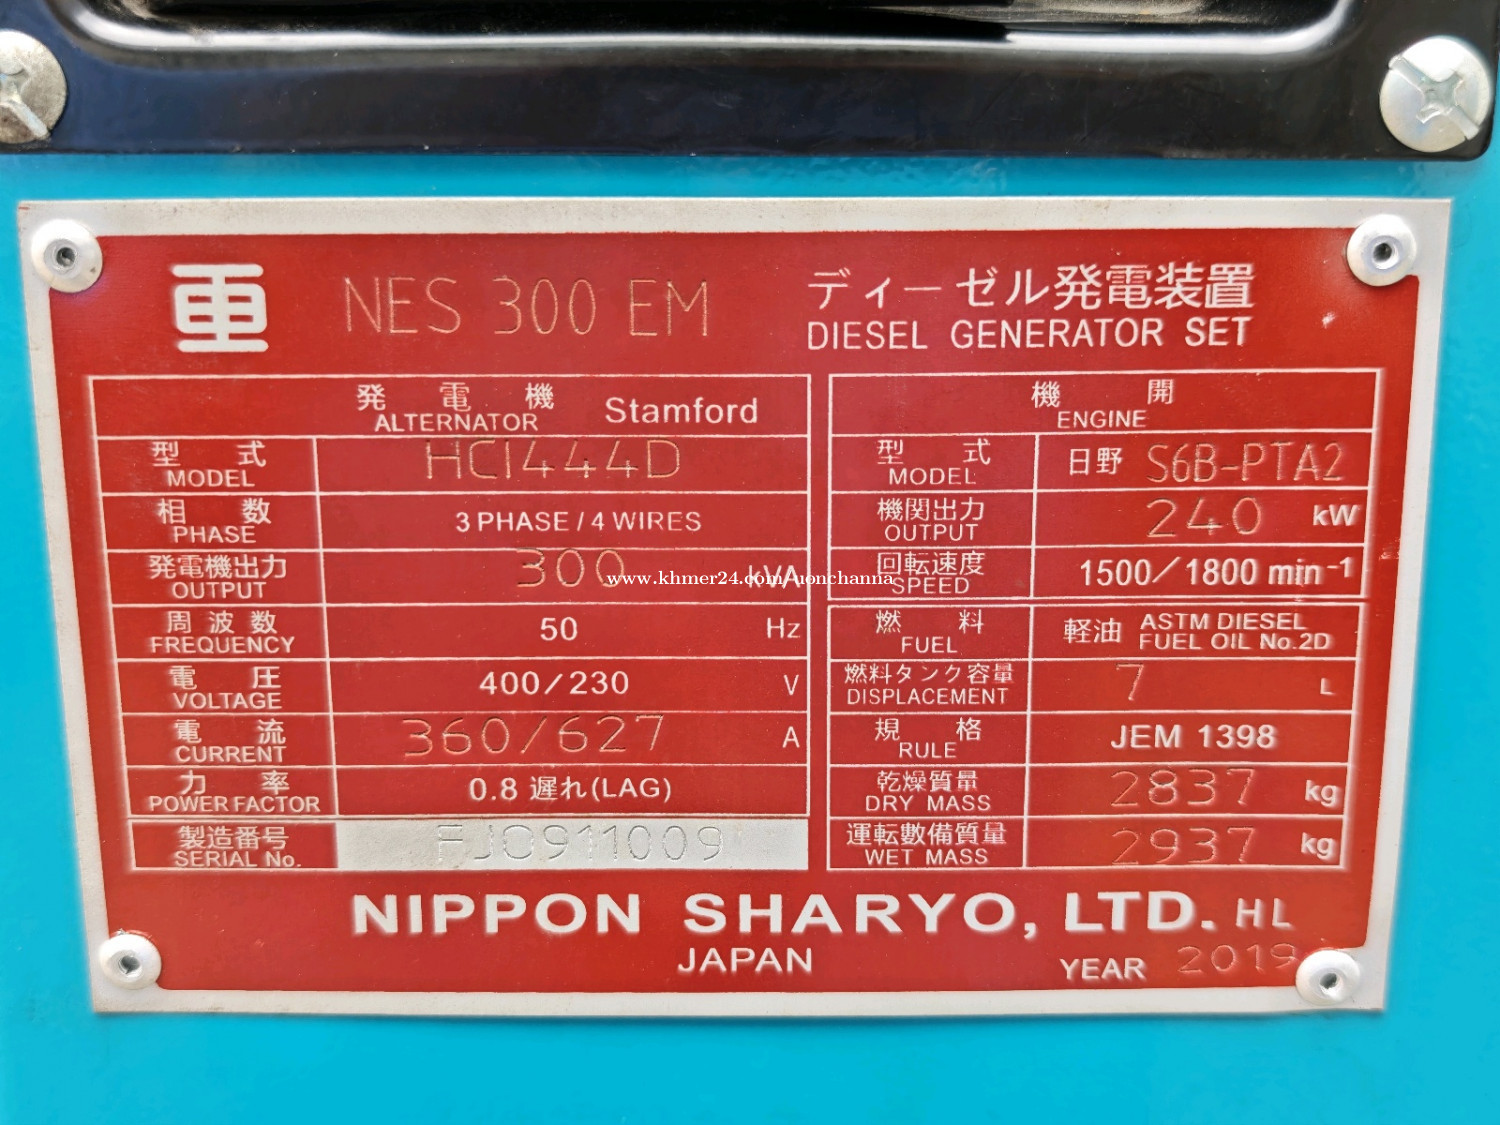 重 NES 300 EM ディーゼル発電装置
DIESEL GENERATOR SET
発電機 Stamford
ALTERNATOR
型式 HCI444D
MODEL
相数 3 PHASE / 4 WIRES
PHASE
発電機出力 300 kVA
OUTPUT
周波数 50 Hz
FREQUENCY
電圧 400/230 V
VOLTAGE
電流 360/627 A
CURRENT
力率 0.8 遅れ(LAG)
POWER FACTOR
製造番号 FJO911009
SERIAL No.
機開
ENGINE
型式 日野 S6B-PTA2
MODEL
機関出力 240 kW
OUTPUT
回転速度 1500/1800 min⁻¹
SPEED
燃料 軽油 ASTM DIESEL
FUEL FUEL OIL No.2D
燃料タンク容量 7 L
DISPLACEMENT
規格 JEM 1398
RULE
乾燥質量 2837 kg
DRY MASS
運転數備質量 2937 kg
WET MASS
NIPPON SHARYO, LTD. HL
JAPAN YEAR 2019
www.khmer24.com/uonchanna